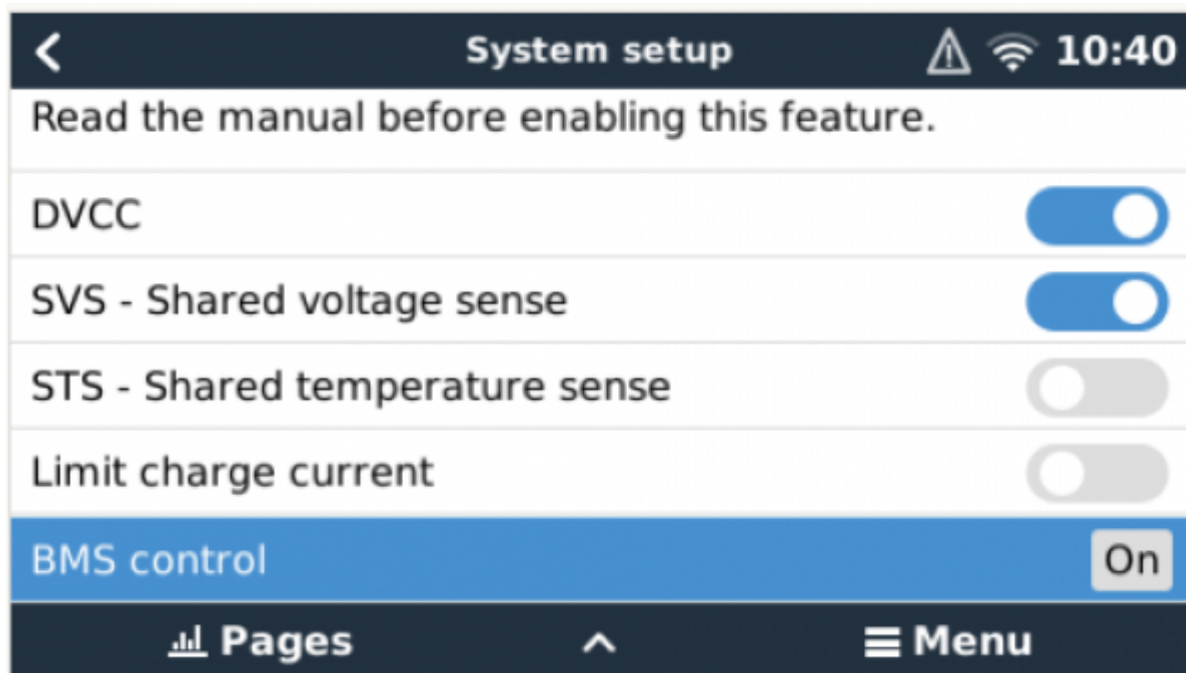 System setup 10:40
Read the manual before enabling this feature.
DVCC
SVS - Shared voltage sense
STS - Shared temperature sense
Limit charge current
BMS control On
Pages Menu